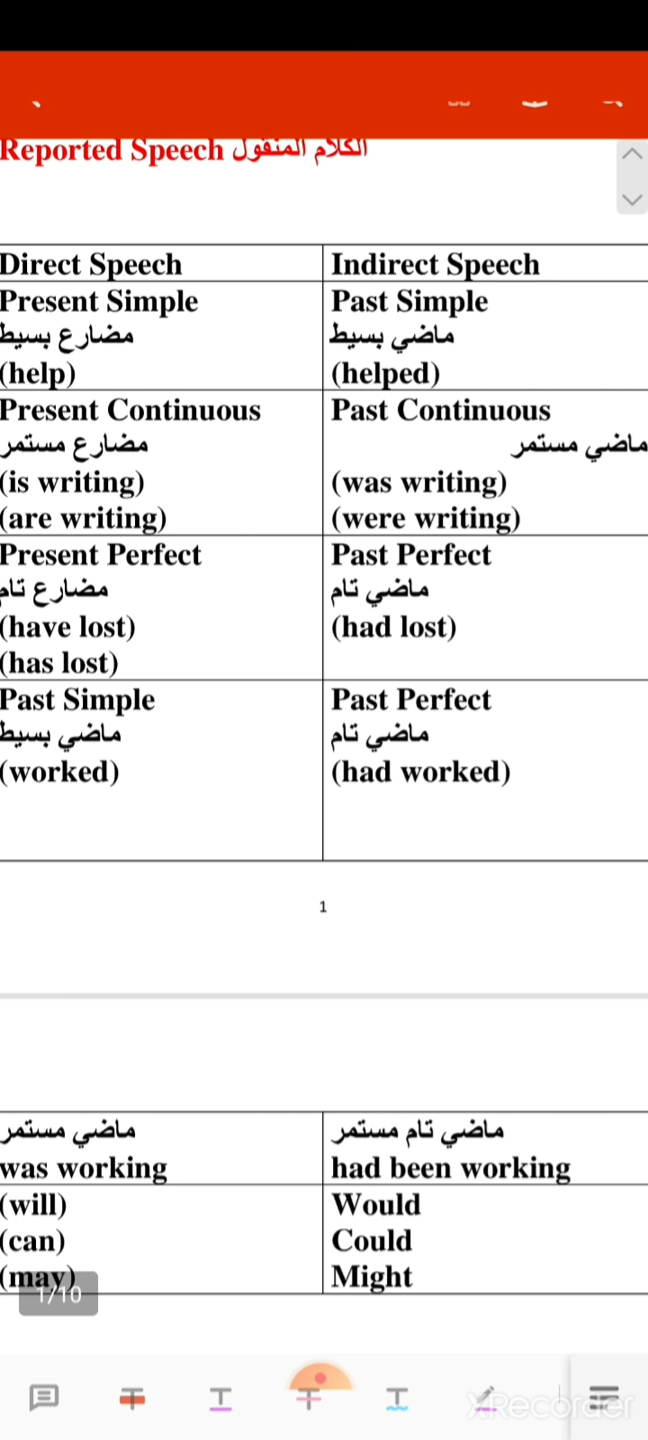 Reported Speech الكلام المنقول
Direct Speech
Indirect Speech
Present Simple
مضارع بسيط
(help)
Past Simple
ماضي بسيط
(helped)
Present Continuous
مضارع مستمر
(is writing)
(are writing)
Past Continuous
ماضي مستمر
(was writing)
(were writing)
Present Perfect
مضارع تام
(have lost)
(has lost)
Past Perfect
ماضي تام
(had lost)
Past Simple
ماضي بسيط
(worked)
Past Perfect
ماضي تام
(had worked)
1
ماضي مستمر
was working
ماضي تام مستمر
had been working
(will)
(can)
(may)
Would
Could
Might
1/10
XRecorder